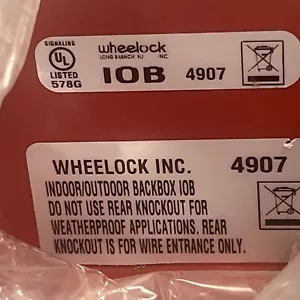 SIGNALING
UL
LISTED
578G
wheelock
LONG BRANCH NJ INC
IOB 4907
WHEELOCK INC. 4907
INDOOR/OUTDOOR BACKBOX IOB
DO NOT USE REAR KNOCKOUT FOR
WEATHERPROOF APPLICATIONS. REAR
KNOCKOUT IS FOR WIRE ENTRANCE ONLY.